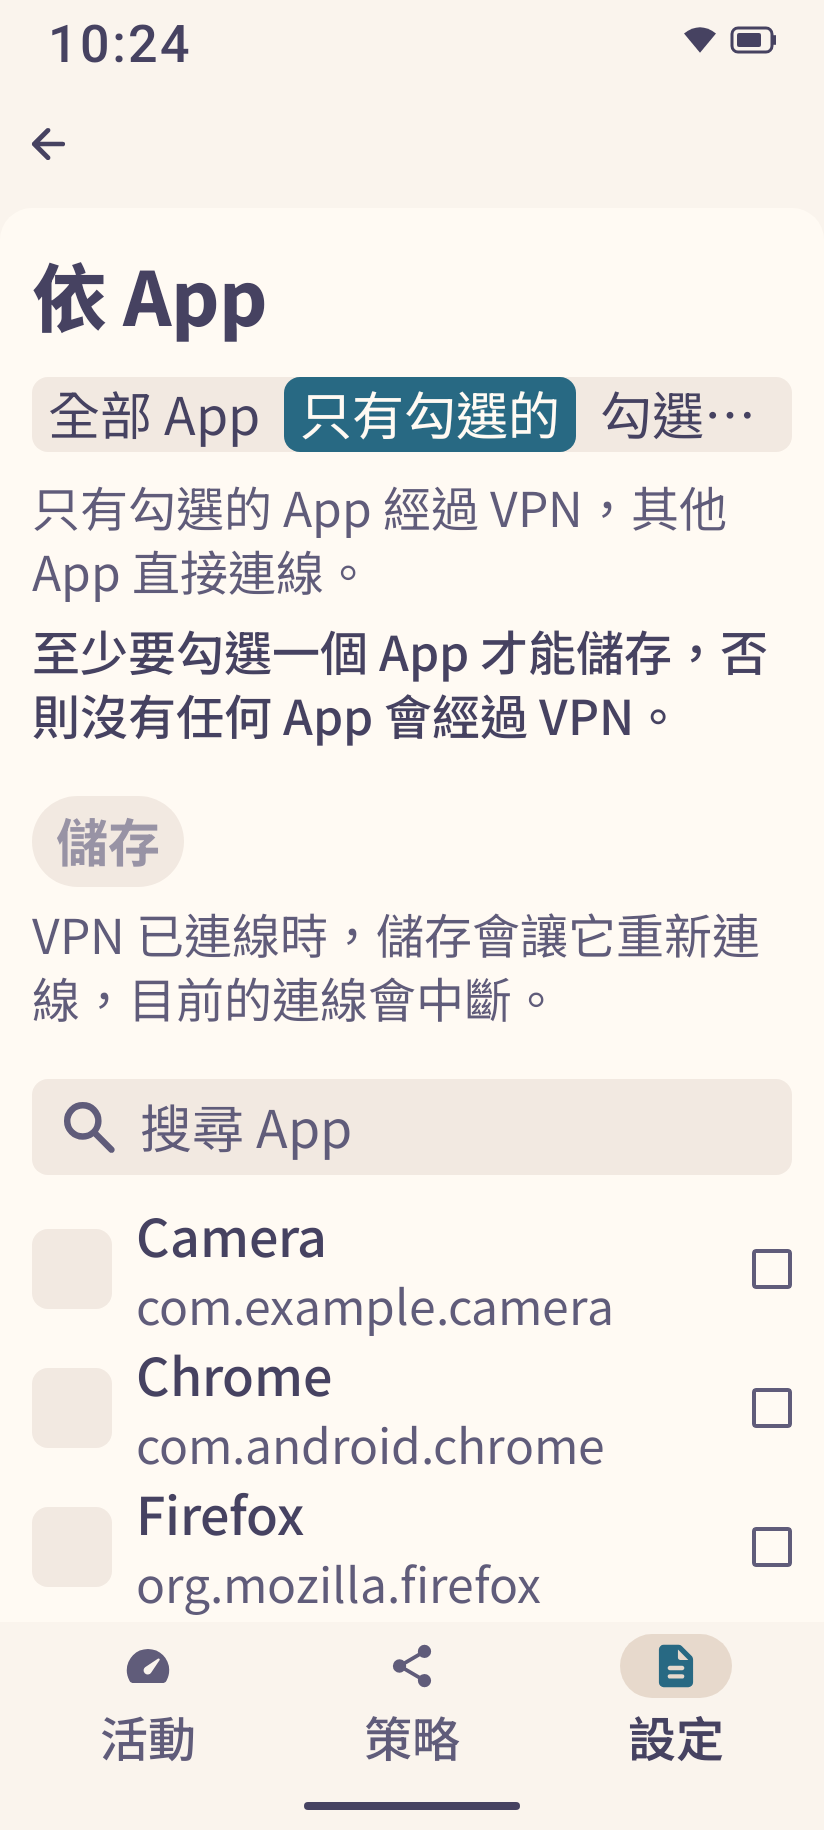 10:24
依 App
全部 App
只有勾選的
勾選…
只有勾選的 App 經過 VPN，其他
App 直接連線。
至少要勾選一個 App 才能儲存，否
則沒有任何 App 會經過 VPN。
儲存
VPN 已連線時，儲存會讓它重新連
線，目前的連線會中斷。
搜尋 App
Camera
com.example.camera
Chrome
com.android.chrome
Firefox
org.mozilla.firefox
活動
策略
設定